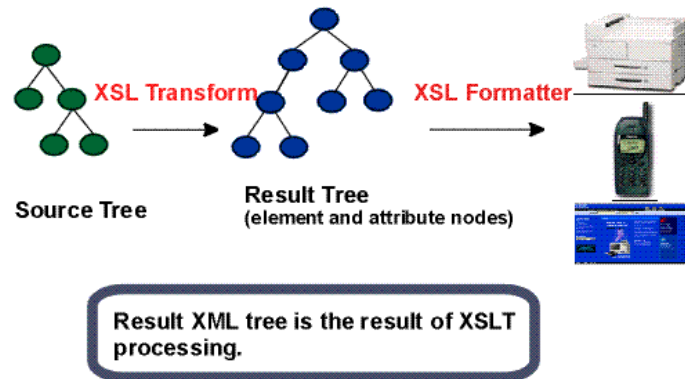 XSL Transform
XSL Formatter
Source Tree
Result Tree
(element and attribute nodes)
Result XML tree is the result of XSLT
processing.